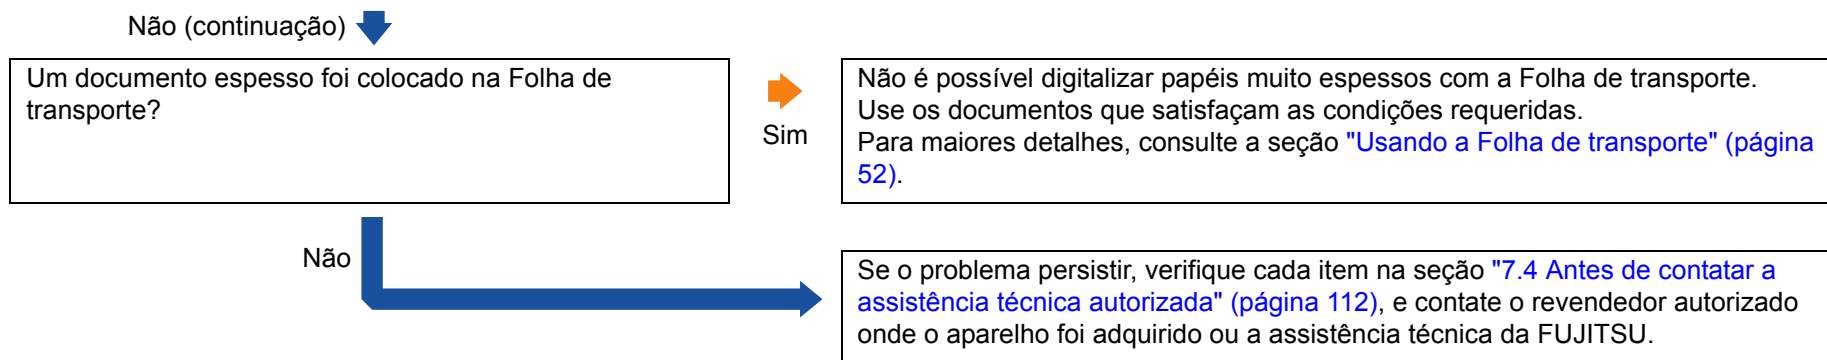 Não (continuação)
Um documento espesso foi colocado na Folha de
transporte?
Sim
Não é possível digitalizar papéis muito espessos com a Folha de transporte.
Use os documentos que satisfaçam as condições requeridas.
Para maiores detalhes, consulte a seção "Usando a Folha de transporte" (página
52).
Não
Se o problema persistir, verifique cada item na seção "7.4 Antes de contatar a
assistência técnica autorizada" (página 112), e contate o revendedor autorizado
onde o aparelho foi adquirido ou a assistência técnica da FUJITSU.